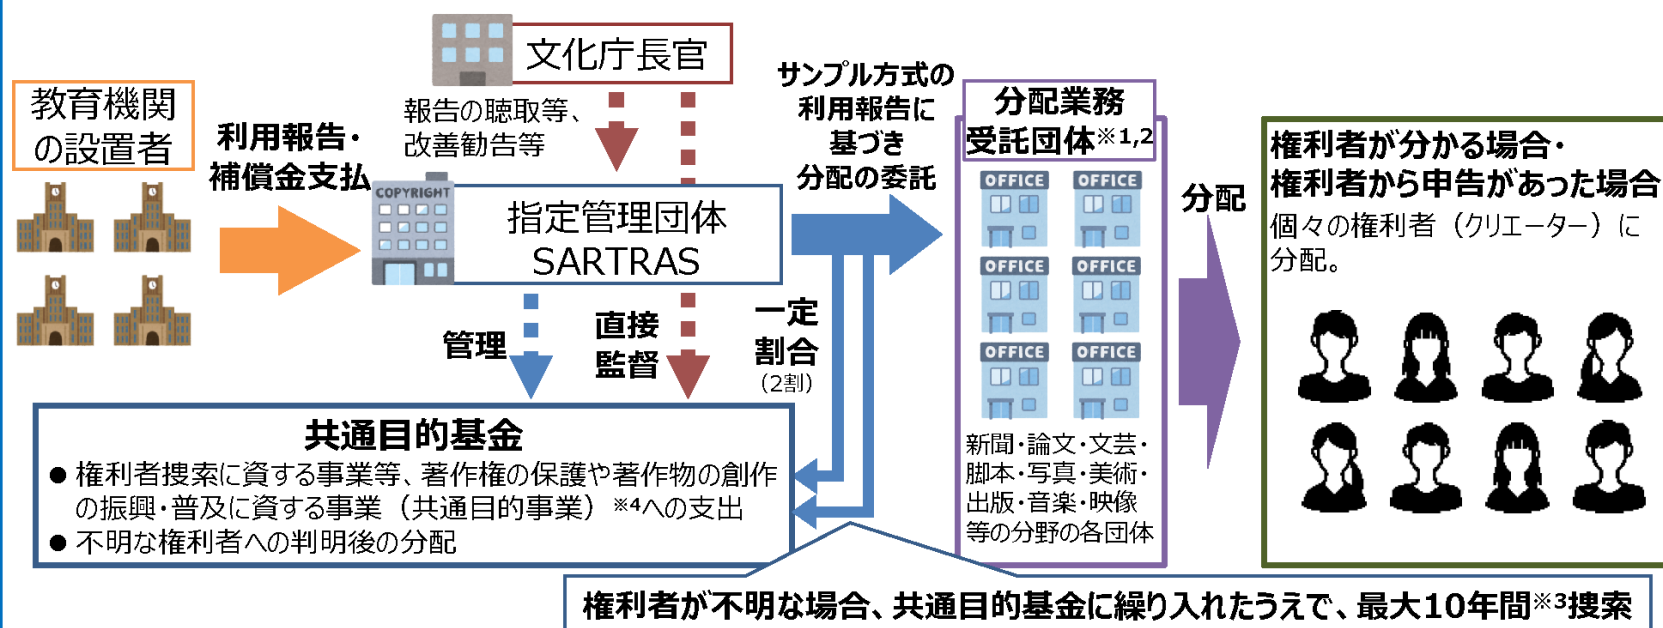 文化庁長官
報告の聴取等、
改善勧告等
教育機関
の設置者
利用報告・
補償金支払
COPYRIGHT
指定管理団体
SARTRAS
サンプル方式の
利用報告に
基づき
分配の委託
管理
直接
監督
一定
割合
（2割）
共通目的基金
● 権利者捜索に資する事業等、著作権の保護や著作物の創作
の振興・普及に資する事業（共通目的事業）※4への支出
● 不明な権利者への判明後の分配
分配業務
受託団体※1,2
OFFICE OFFICE
OFFICE OFFICE
OFFICE OFFICE
新聞・論文・文芸・
脚本・写真・美術・
出版・音楽・映像
等の分野の各団体
分配
権利者が分かる場合・
権利者から申告があった場合
個々の権利者（クリエーター）に
分配。
権利者が不明な場合、共通目的基金に繰り入れたうえで、最大10年間※3捜索